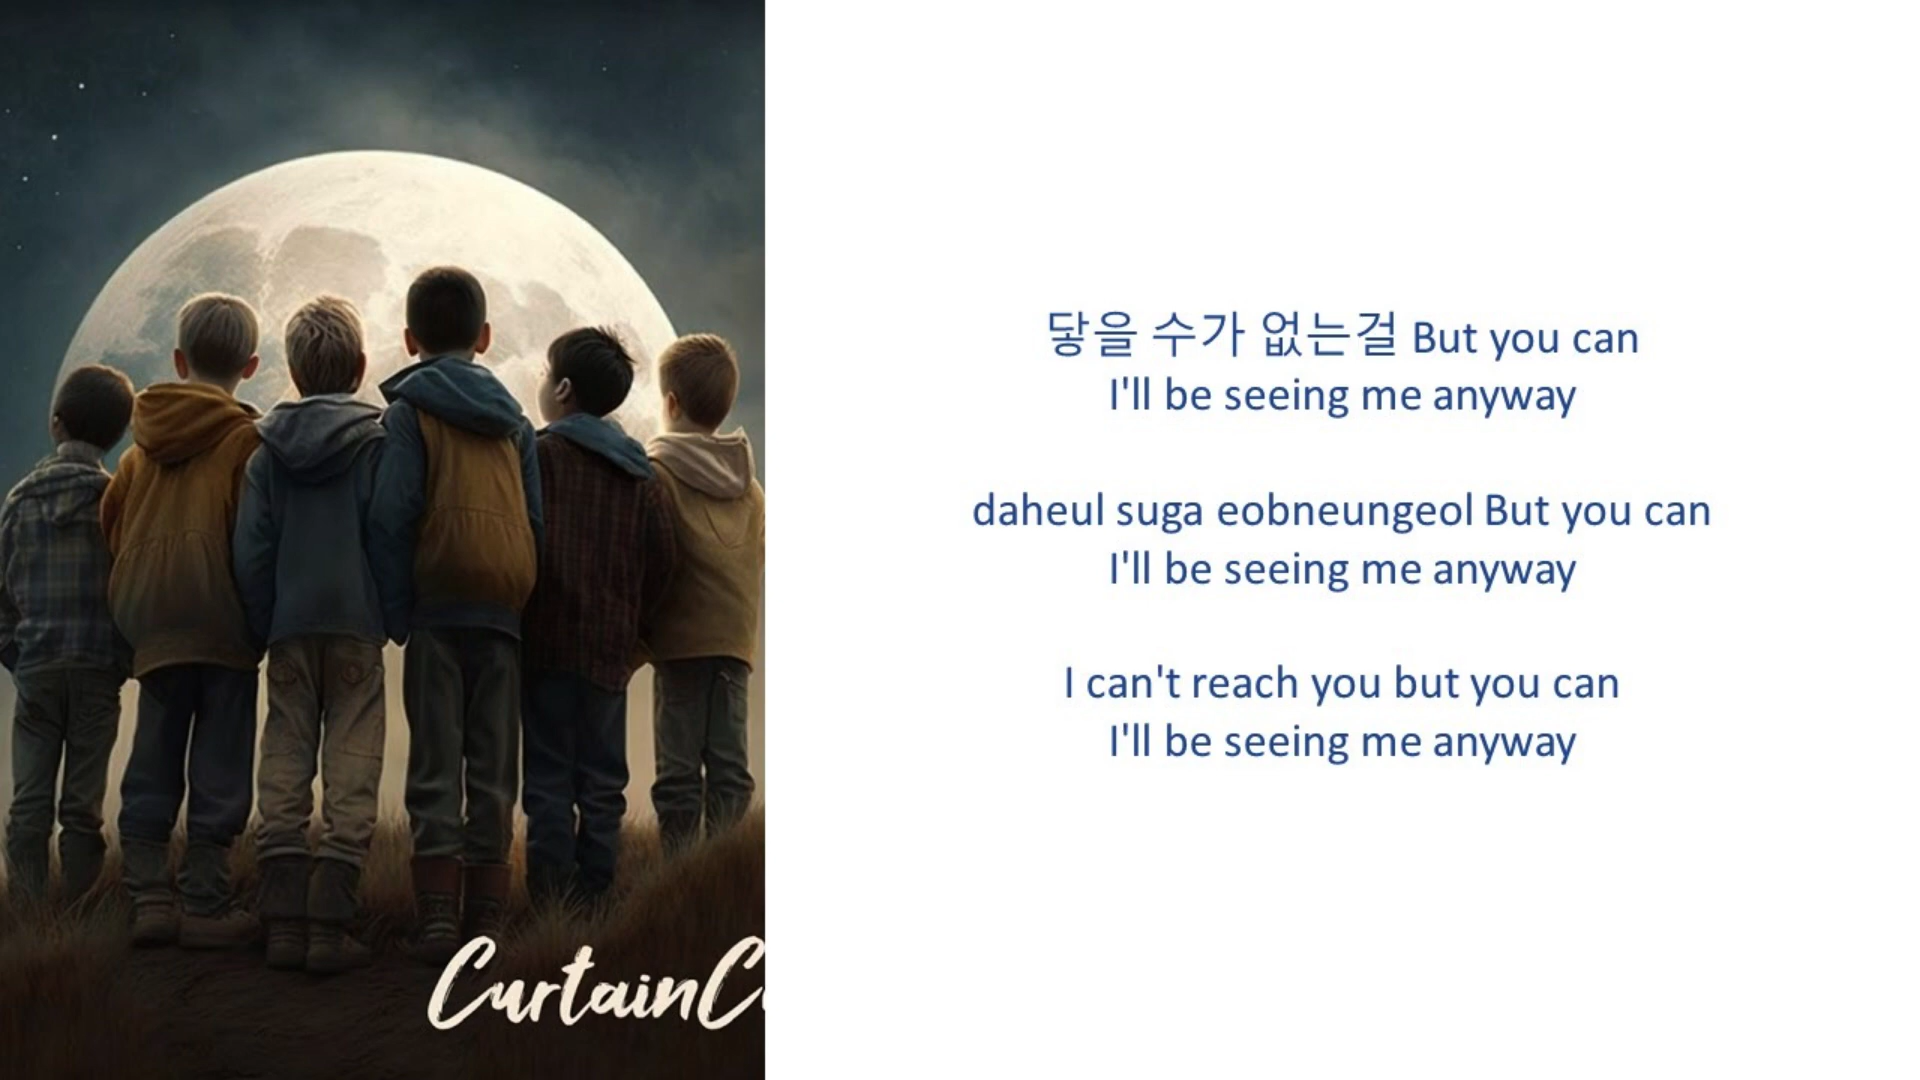 닿을 수가 없는걸 But you can
I'll be seeing me anyway
daheul suga eobneungeol But you can
I'll be seeing me anyway
I can't reach you but you can
I'll be seeing me anyway
CurtainC